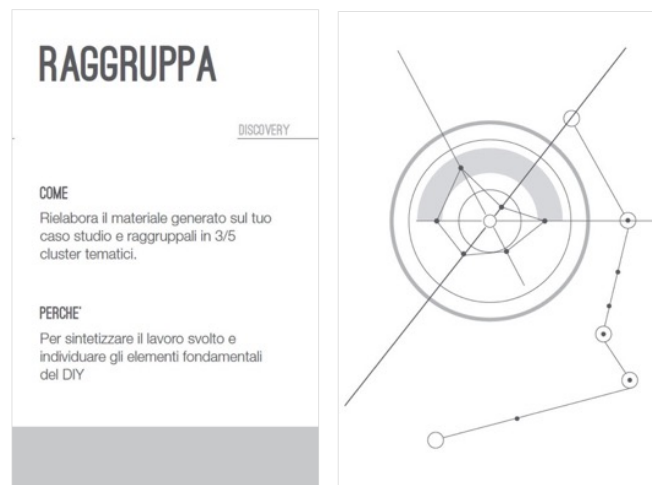 RAGGRUPPA
DISCOVERY
COME
Rielabora il materiale generato sul tuo
caso studio e raggruppali in 3/5
cluster tematici.
PERCHE'
Per sintetizzare il lavoro svolto e
individuare gli elementi fondamentali
del DIY